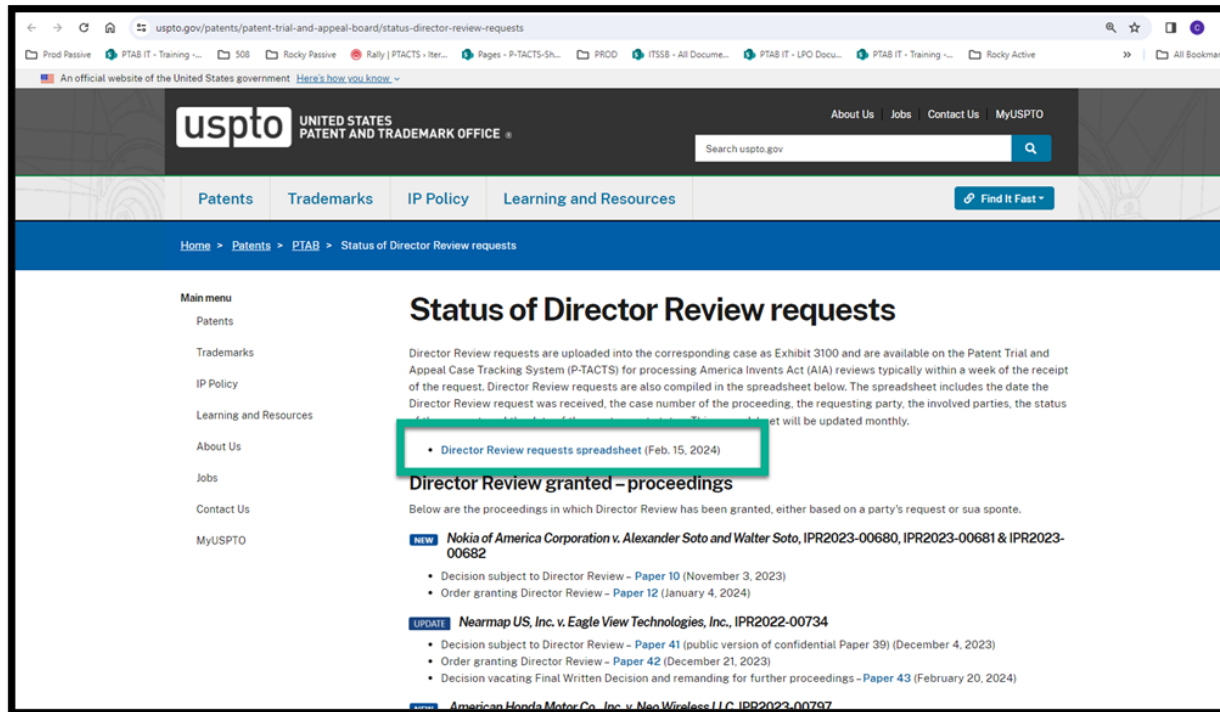 uspto.gov/patents/patent-trial-and-appeal-board/status-director-review-requests
Prod Passive PTAB IT - Training -... 508 Rocky Passive Rally | PTACTS > Iter... Pages - P-TACTS-Sh... PROD ITSSB - All Docume... PTAB IT - LPO Docu... PTAB IT - Training -... Rocky Active » All Bookmar
An official website of the United States government Here's how you know
uspto UNITED STATES
PATENT AND TRADEMARK OFFICE ®
About Us Jobs Contact Us MyUSPTO
Search uspto.gov
Patents Trademarks IP Policy Learning and Resources Find It Fast
Home > Patents > PTAB > Status of Director Review requests
Main menu
Patents
Trademarks
IP Policy
Learning and Resources
About Us
Jobs
Contact Us
MyUSPTO
Status of Director Review requests
Director Review requests are uploaded into the corresponding case as Exhibit 3100 and are available on the Patent Trial and
Appeal Case Tracking System (P-TACTS) for processing America Invents Act (AIA) reviews typically within a week of the receipt
of the request. Director Review requests are also compiled in the spreadsheet below. The spreadsheet includes the date the
Director Review request was received, the case number of the proceeding, the requesting party, the involved parties, the status
et will be updated monthly.
• Director Review requests spreadsheet (Feb. 15, 2024)
Director Review granted – proceedings
Below are the proceedings in which Director Review has been granted, either based on a party's request or sua sponte.
NEW Nokia of America Corporation v. Alexander Soto and Walter Soto, IPR2023-00680, IPR2023-00681 & IPR2023-
00682
• Decision subject to Director Review – Paper 10 (November 3, 2023)
• Order granting Director Review – Paper 12 (January 4, 2024)
UPDATE Nearmap US, Inc. v. Eagle View Technologies, Inc., IPR2022-00734
• Decision subject to Director Review – Paper 41 (public version of confidential Paper 39) (December 4, 2023)
• Order granting Director Review – Paper 42 (December 21, 2023)
• Decision vacating Final Written Decision and remanding for further proceedings – Paper 43 (February 20, 2024)
NEW American Honda Motor Co., Inc. v. Neo Wireless LLC, IPR2023-00797